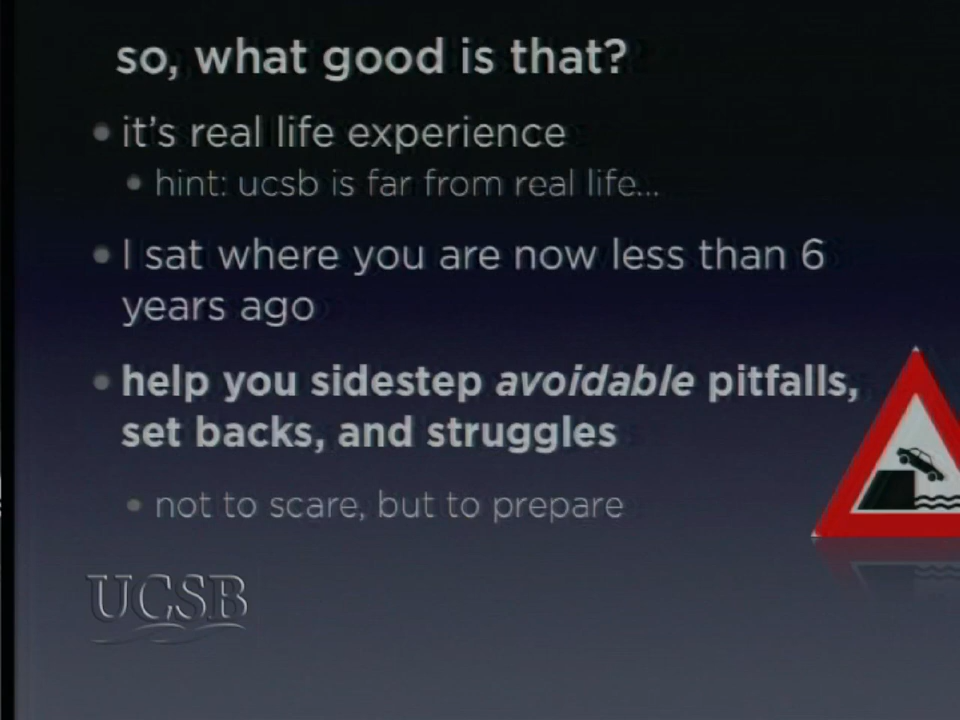 so, what good is that?
• it's real life experience
• hint: ucsb is far from real life...
• I sat where you are now less than 6
years ago
• help you sidestep avoidable pitfalls,
set backs, and struggles
• not to scare, but to prepare
UCSB